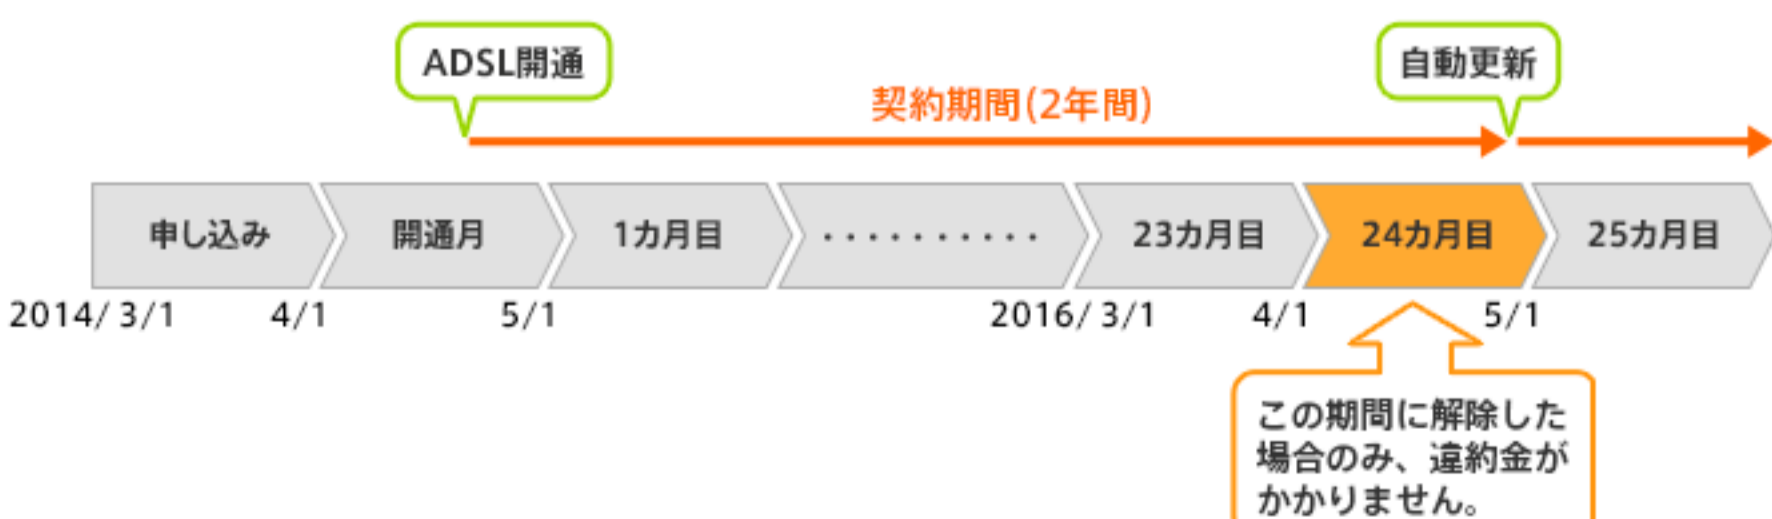 ADSL開通
自動更新
契約期間(2年間)
申し込み
開通月
1カ月目
··········
23カ月目
24カ月目
25カ月目
2014/ 3/1
4/1
5/1
2016/ 3/1
4/1
5/1
この期間に解除した
場合のみ、違約金が
かかりません。